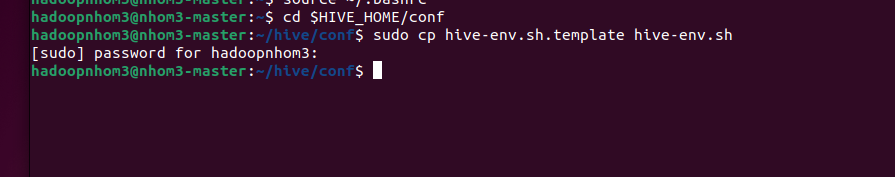 hadoopnhom3@nhom3-master:~$ source ~/.bashrc
hadoopnhom3@nhom3-master:~$ cd $HIVE_HOME/conf
hadoopnhom3@nhom3-master:~/hive/conf$ sudo cp hive-env.sh.template hive-env.sh
[sudo] password for hadoopnhom3:
hadoopnhom3@nhom3-master:~/hive/conf$